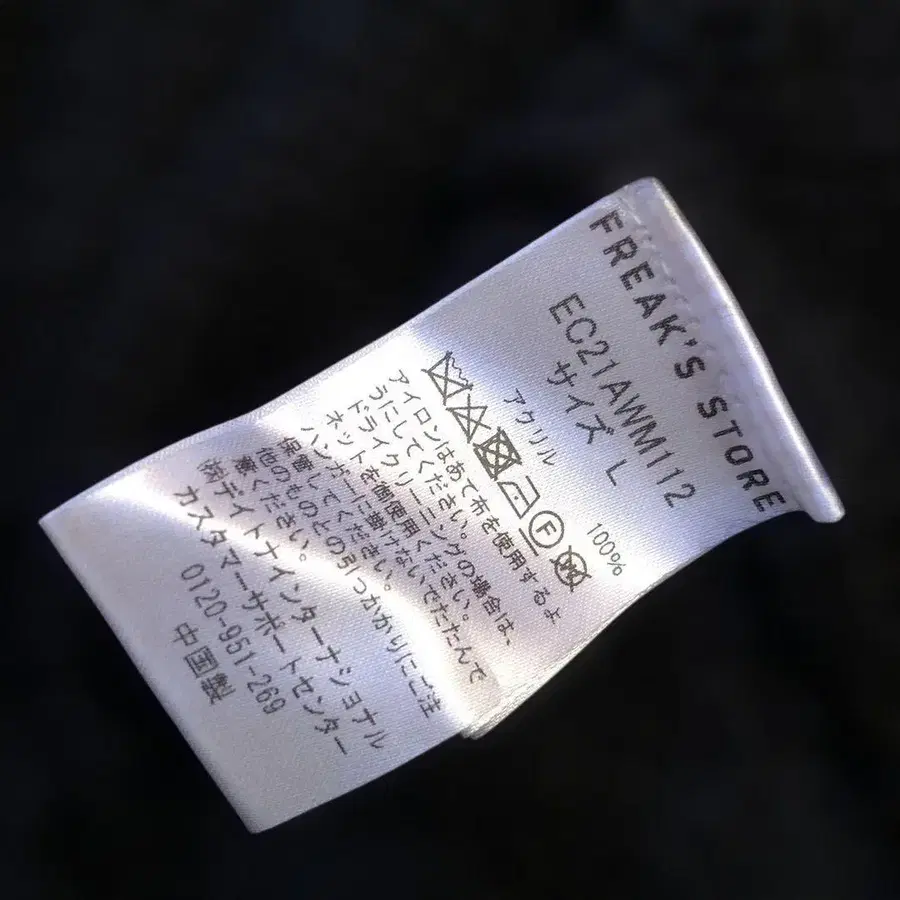 FREAK'S STORE
EC21AWM112
サイズ L
アクリル 100%
アイロンはあて布を使用するよ
うにしてください。
ドライクリーニングの場合は、
ネットを御使用ください。
ハンガーに掛けないでたたんで
保管してください。
他のものとの引っかかりにご注
意ください。
㈱デイトナインターナショナル
カスタマーサポートセンター
0120-951-269
中国製